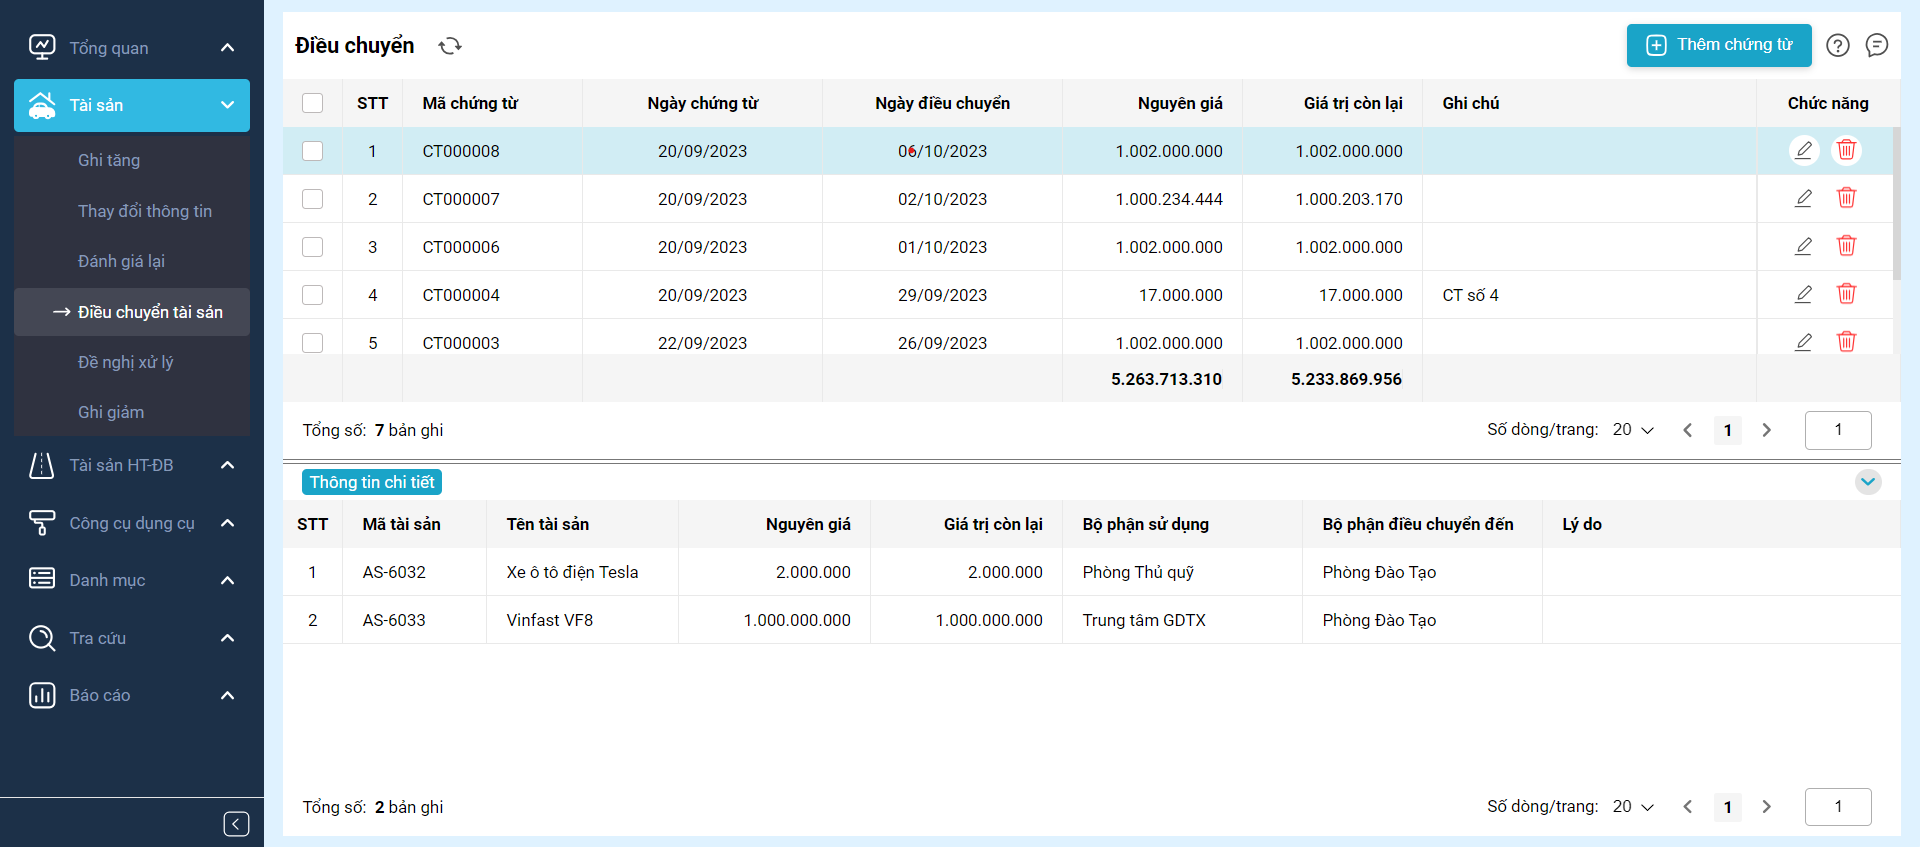 Tổng quan
Tài sản
Ghi tăng
Thay đổi thông tin
Đánh giá lại
Điều chuyển tài sản
Đề nghị xử lý
Ghi giảm
Tài sản HT-ĐB
Công cụ dụng cụ
Danh mục
Tra cứu
Báo cáo
Điều chuyển
Thêm chứng từ
STT Mã chứng từ Ngày chứng từ Ngày điều chuyển Nguyên giá Giá trị còn lại Ghi chú Chức năng
1 CT000008 20/09/2023 06/10/2023 1.002.000.000 1.002.000.000
2 CT000007 20/09/2023 02/10/2023 1.000.234.444 1.000.203.170
3 CT000006 20/09/2023 01/10/2023 1.002.000.000 1.002.000.000
4 CT000004 20/09/2023 29/09/2023 17.000.000 17.000.000 CT số 4
5 CT000003 22/09/2023 26/09/2023 1.002.000.000 1.002.000.000
5.263.713.310 5.233.869.956
Tổng số: 7 bản ghi Số dòng/trang: 20 1 1
Thông tin chi tiết
STT Mã tài sản Tên tài sản Nguyên giá Giá trị còn lại Bộ phận sử dụng Bộ phận điều chuyển đến Lý do
1 AS-6032 Xe ô tô điện Tesla 2.000.000 2.000.000 Phòng Thủ quỹ Phòng Đào Tạo
2 AS-6033 Vinfast VF8 1.000.000.000 1.000.000.000 Trung tâm GDTX Phòng Đào Tạo
Tổng số: 2 bản ghi Số dòng/trang: 20 1 1